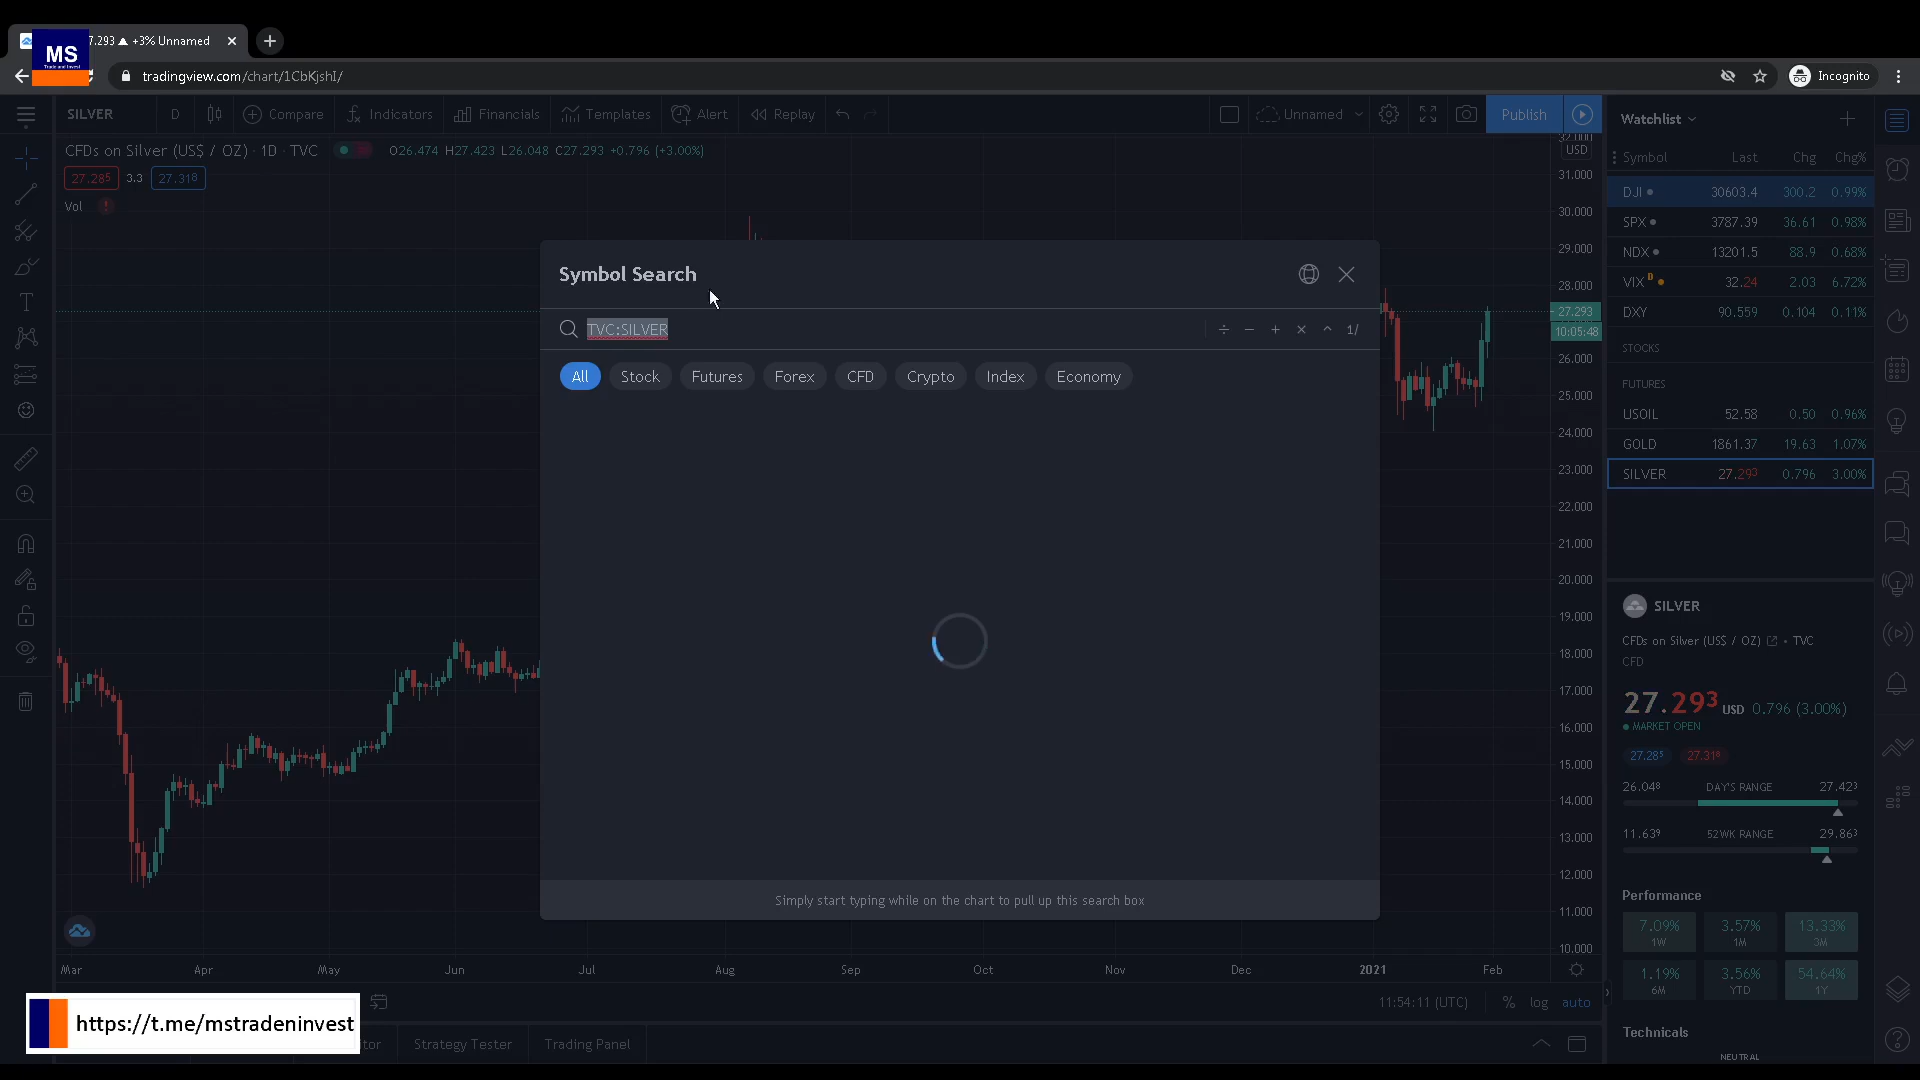 7.293 ▲ +3% Unnamed
MS
Trade and Invest
tradingview.com/chart/1CbKjshI/
Incognito
SILVER D Compare Indicators Financials Templates Alert Replay Unnamed Publish
CFDs on Silver (US$ / OZ) · 1D · TVC O26.474 H27.423 L26.048 C27.293 +0.796 (+3.00%)
27.285 3.3 27.318
Vol
Symbol Search
TVC:SILVER
÷ − + × ^ 1/
All Stock Futures Forex CFD Crypto Index Economy
Simply start typing while on the chart to pull up this search box
32.000
USD
31.000
30.000
29.000
28.000
27.293
10:05:48
26.000
25.000
24.000
23.000
22.000
21.000
20.000
19.000
18.000
17.000
16.000
15.000
14.000
13.000
12.000
11.000
10.000
Mar Apr May Jun Jul Aug Sep Oct Nov Dec 2021 Feb
11:54:11 (UTC) % log auto
https://t.me/mstradeninvest
tor Strategy Tester Trading Panel
Watchlist
Symbol Last Chg Chg%
DJI 30603.4 300.2 0.99%
SPX 3787.39 36.61 0.98%
NDX 13201.5 88.9 0.68%
VIX D 32.24 2.03 6.72%
DXY 90.559 0.104 0.11%
STOCKS
FUTURES
USOIL 52.58 0.50 0.96%
GOLD 1861.37 19.63 1.07%
SILVER 27.293 0.796 3.00%
SILVER
CFDs on Silver (US$ / OZ) • TVC
CFD
27.293 USD 0.796 (3.00%)
MARKET OPEN
27.285 27.318
26.048 DAY'S RANGE 27.423
11.639 52WK RANGE 29.863
Performance
7.09% 3.57% 13.33%
1W 1M 3M
1.19% 3.56% 54.64%
6M YTD 1Y
Technicals
NEUTRAL